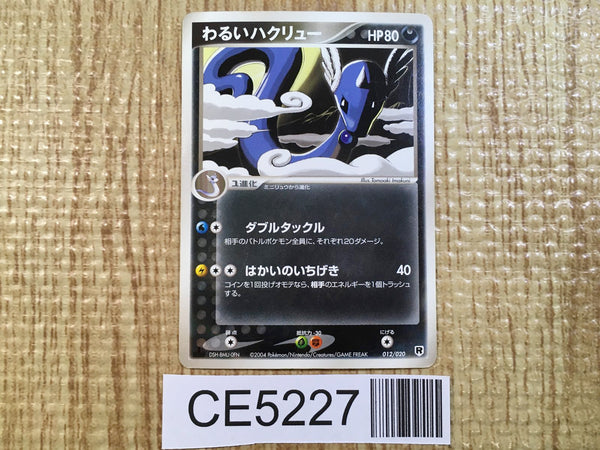 わるいハクリュー HP80
Illus. Tomoaki Imakuni
1進化 ミニリュウから進化
ダブルタックル
相手のバトルポケモン全員に、それぞれ20ダメージ。
はかいのいちげき 40
コインを1回投げオモテなら、相手のエネルギーを1個トラッシュ
する。
弱点 抵抗力 -30 にげる
DSH-BMU-0FN ©2004 Pokémon/Nintendo/Creatures/GAME FREAK 012/020 R
CE5227